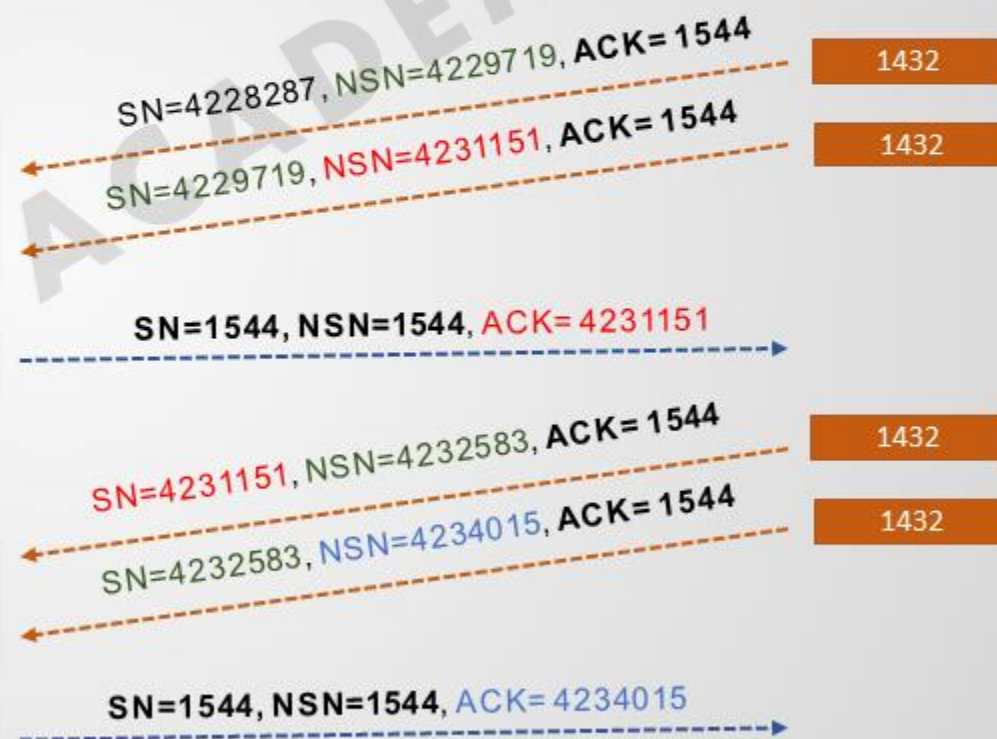 ACADE
SN=4228287, NSN=4229719, ACK= 1544
1432
SN=4229719, NSN=4231151, ACK= 1544
1432
SN=1544, NSN=1544, ACK= 4231151
SN=4231151, NSN=4232583, ACK= 1544
1432
SN=4232583, NSN=4234015, ACK= 1544
1432
SN=1544, NSN=1544, ACK= 4234015